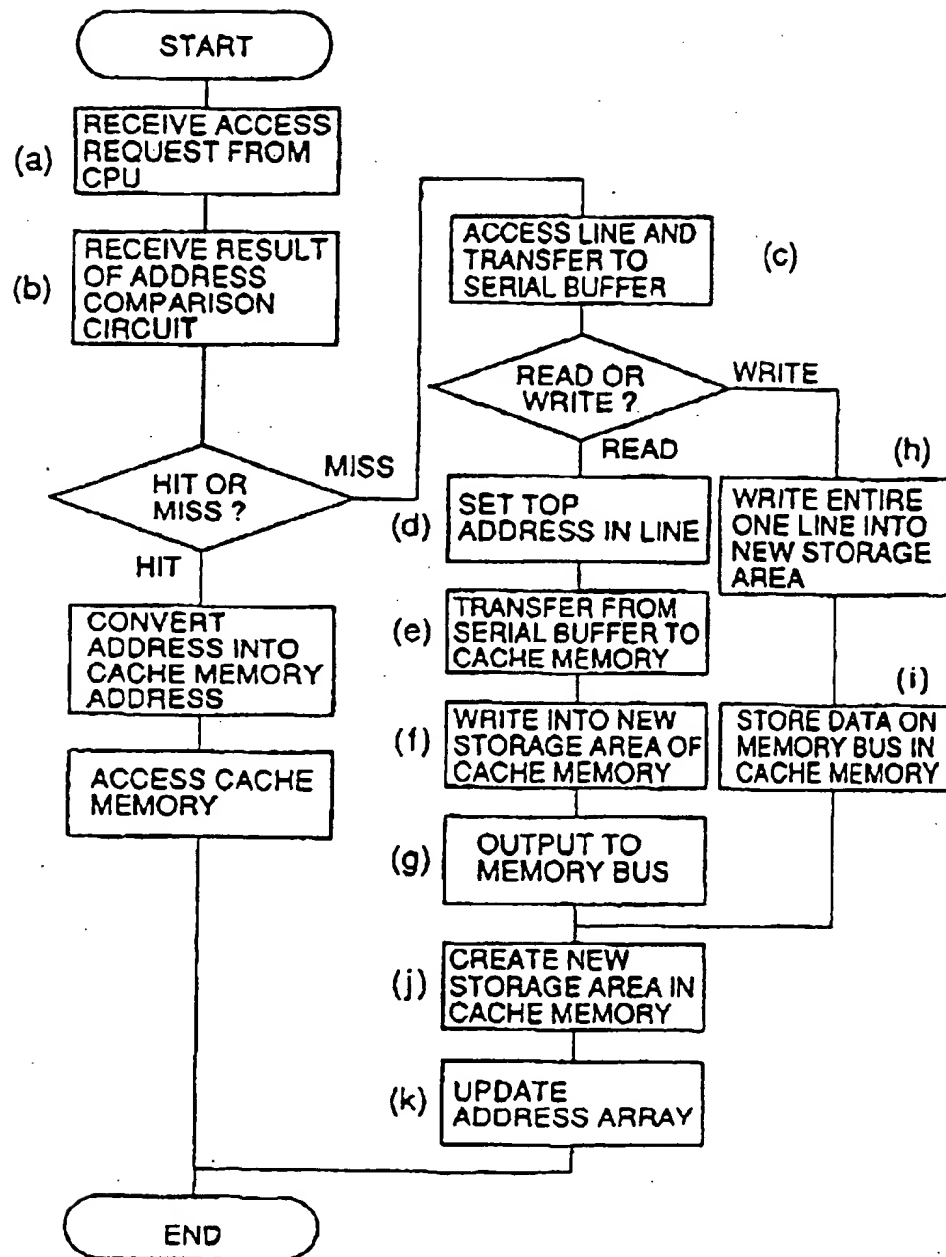 START
(a)
RECEIVE ACCESS
REQUEST FROM
CPU
(b)
RECEIVE RESULT
OF ADDRESS
COMPARISON
CIRCUIT
HIT OR
MISS ?
MISS
HIT
CONVERT
ADDRESS INTO
CACHE MEMORY
ADDRESS
ACCESS CACHE
MEMORY
(c)
ACCESS LINE AND
TRANSFER TO
SERIAL BUFFER
READ OR
WRITE ?
WRITE
READ
(d)
SET TOP
ADDRESS IN LINE
(e)
TRANSFER FROM
SERIAL BUFFER TO
CACHE MEMORY
(f)
WRITE INTO NEW
STORAGE AREA OF
CACHE MEMORY
(g)
OUTPUT TO
MEMORY BUS
(h)
WRITE ENTIRE
ONE LINE INTO
NEW STORAGE
AREA
(i)
STORE DATA ON
MEMORY BUS IN
CACHE MEMORY
(j)
CREATE NEW
STORAGE AREA IN
CACHE MEMORY
(k)
UPDATE
ADDRESS ARRAY
END